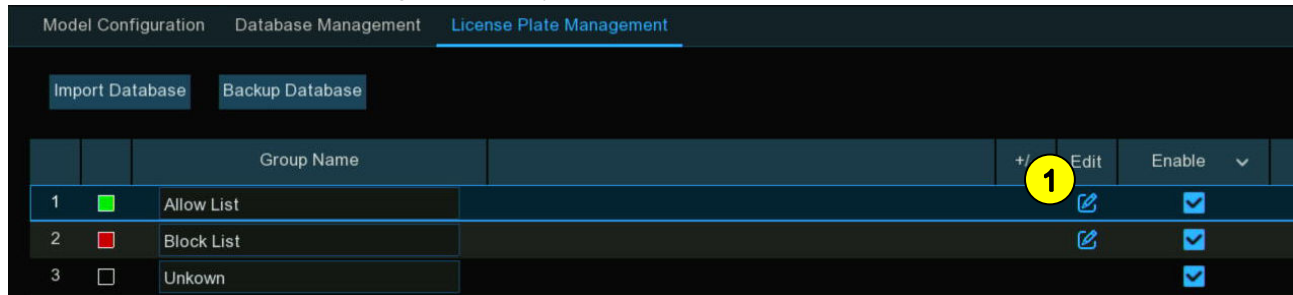 Model Configuration Database Management License Plate Management
Import Database Backup Database
Group Name +/ Edit Enable
1
1 Allow List
2 Block List
3 Unkown